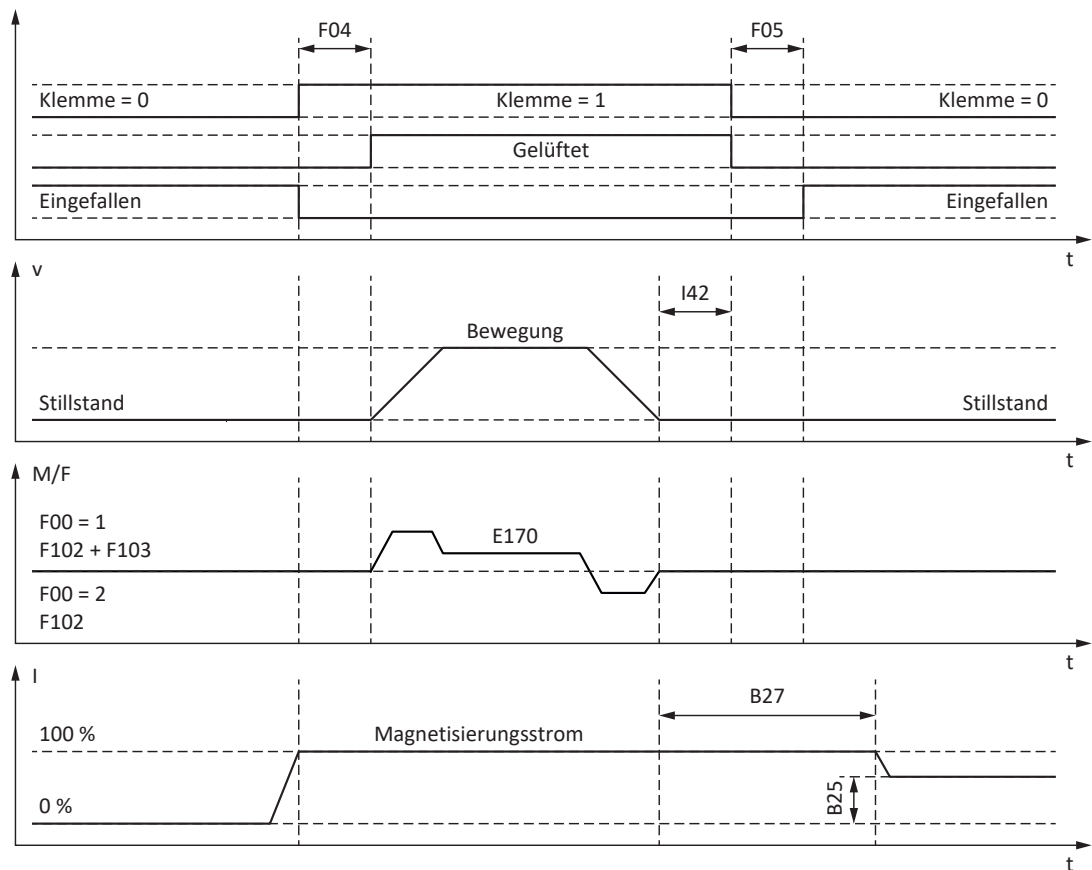 F04
F05
Klemme = 0
Klemme = 1
Klemme = 0
Gelüftet
Eingefallen
Eingefallen
t
v
I42
Bewegung
Stillstand
Stillstand
t
M/F
F00 = 1
F102 + F103
E170
F00 = 2
F102
t
I
B27
100 %
Magnetisierungsstrom
B25
0 %
t